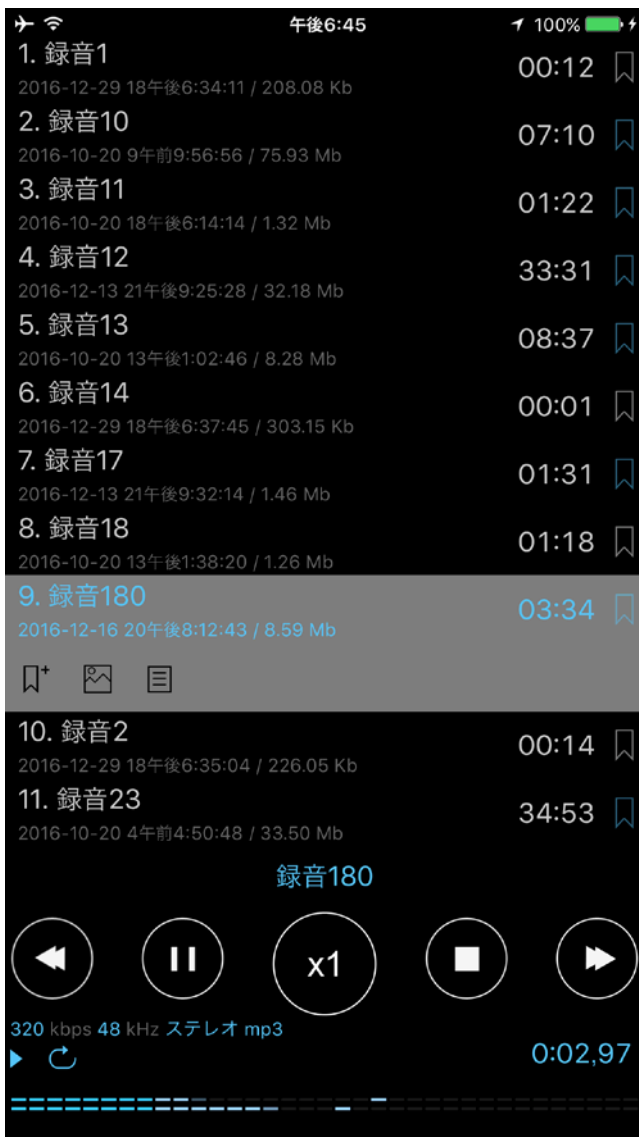 午後6:45 100%
1. 録音1 00:12
2016-12-29 18午後6:34:11 / 208.08 Kb
2. 録音10 07:10
2016-10-20 9午前9:56:56 / 75.93 Mb
3. 録音11 01:22
2016-10-20 18午後6:14:14 / 1.32 Mb
4. 録音12 33:31
2016-12-13 21午後9:25:28 / 32.18 Mb
5. 録音13 08:37
2016-10-20 13午後1:02:46 / 8.28 Mb
6. 録音14 00:01
2016-12-29 18午後6:37:45 / 303.15 Kb
7. 録音17 01:31
2016-12-13 21午後9:32:14 / 1.46 Mb
8. 録音18 01:18
2016-10-20 13午後1:38:20 / 1.26 Mb
9. 録音180 03:34
2016-12-16 20午後8:12:43 / 8.59 Mb
10. 録音2 00:14
2016-12-29 18午後6:35:04 / 226.05 Kb
11. 録音23 34:53
2016-10-20 4午前4:50:48 / 33.50 Mb
録音180
x1
320 kbps 48 kHz ステレオ mp3
0:02,97